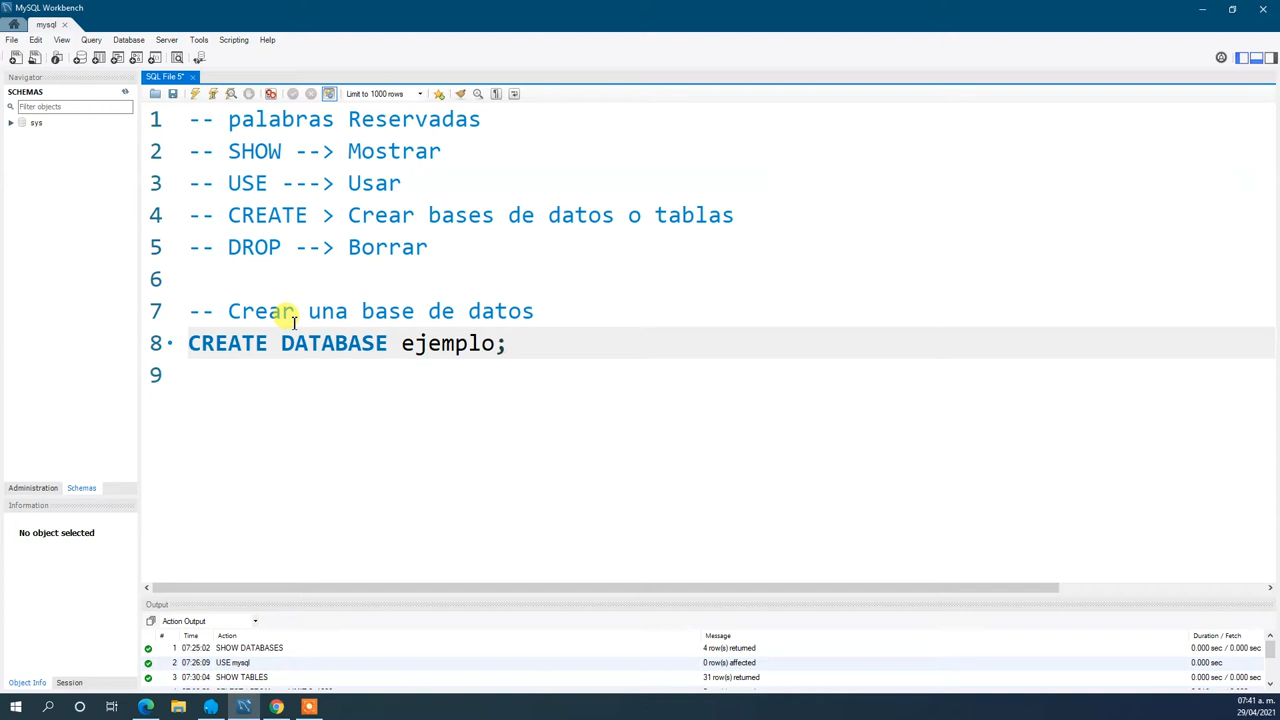 MySQL Workbench
mysql
File Edit View Query Database Server Tools Scripting Help
Navigator
SCHEMAS
Filter objects
sys
SQL File 5*
Limit to 1000 rows
1 -- palabras Reservadas
2 -- SHOW --> Mostrar
3 -- USE ---> Usar
4 -- CREATE > Crear bases de datos o tablas
5 -- DROP --> Borrar
6
7 -- Crear una base de datos
8 CREATE DATABASE ejemplo;
9
Administration Schemas
Information
No object selected
Output
Action Output
# Time Action Message Duration / Fetch
1 07:25:02 SHOW DATABASES 4 row(s) returned 0.000 sec / 0.000 sec
2 07:26:09 USE mysql 0 row(s) affected 0.000 sec
3 07:30:04 SHOW TABLES 31 row(s) returned 0.000 sec / 0.000 sec
Object Info Session
07:41 a. m.
29/04/2021